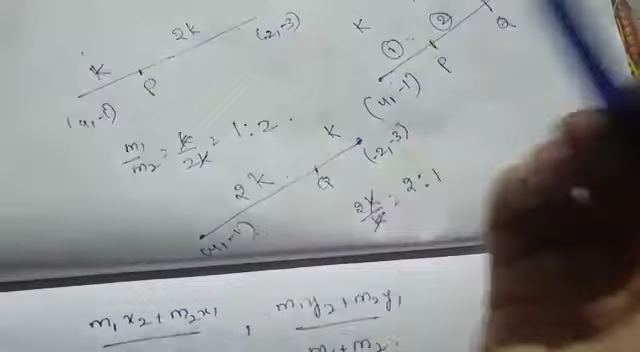 K 2K (-2,-3)
P
(4,-1)
m₁/m₂ = K/2K = 1:2.
K ① ② Q
P
(4,-1)
2K K (-2,-3)
Q
(4,-1)
2K/K = 2:1
m₁x₂+m₂x₁ , m₁y₂+m₂y₁
m₁+m₂